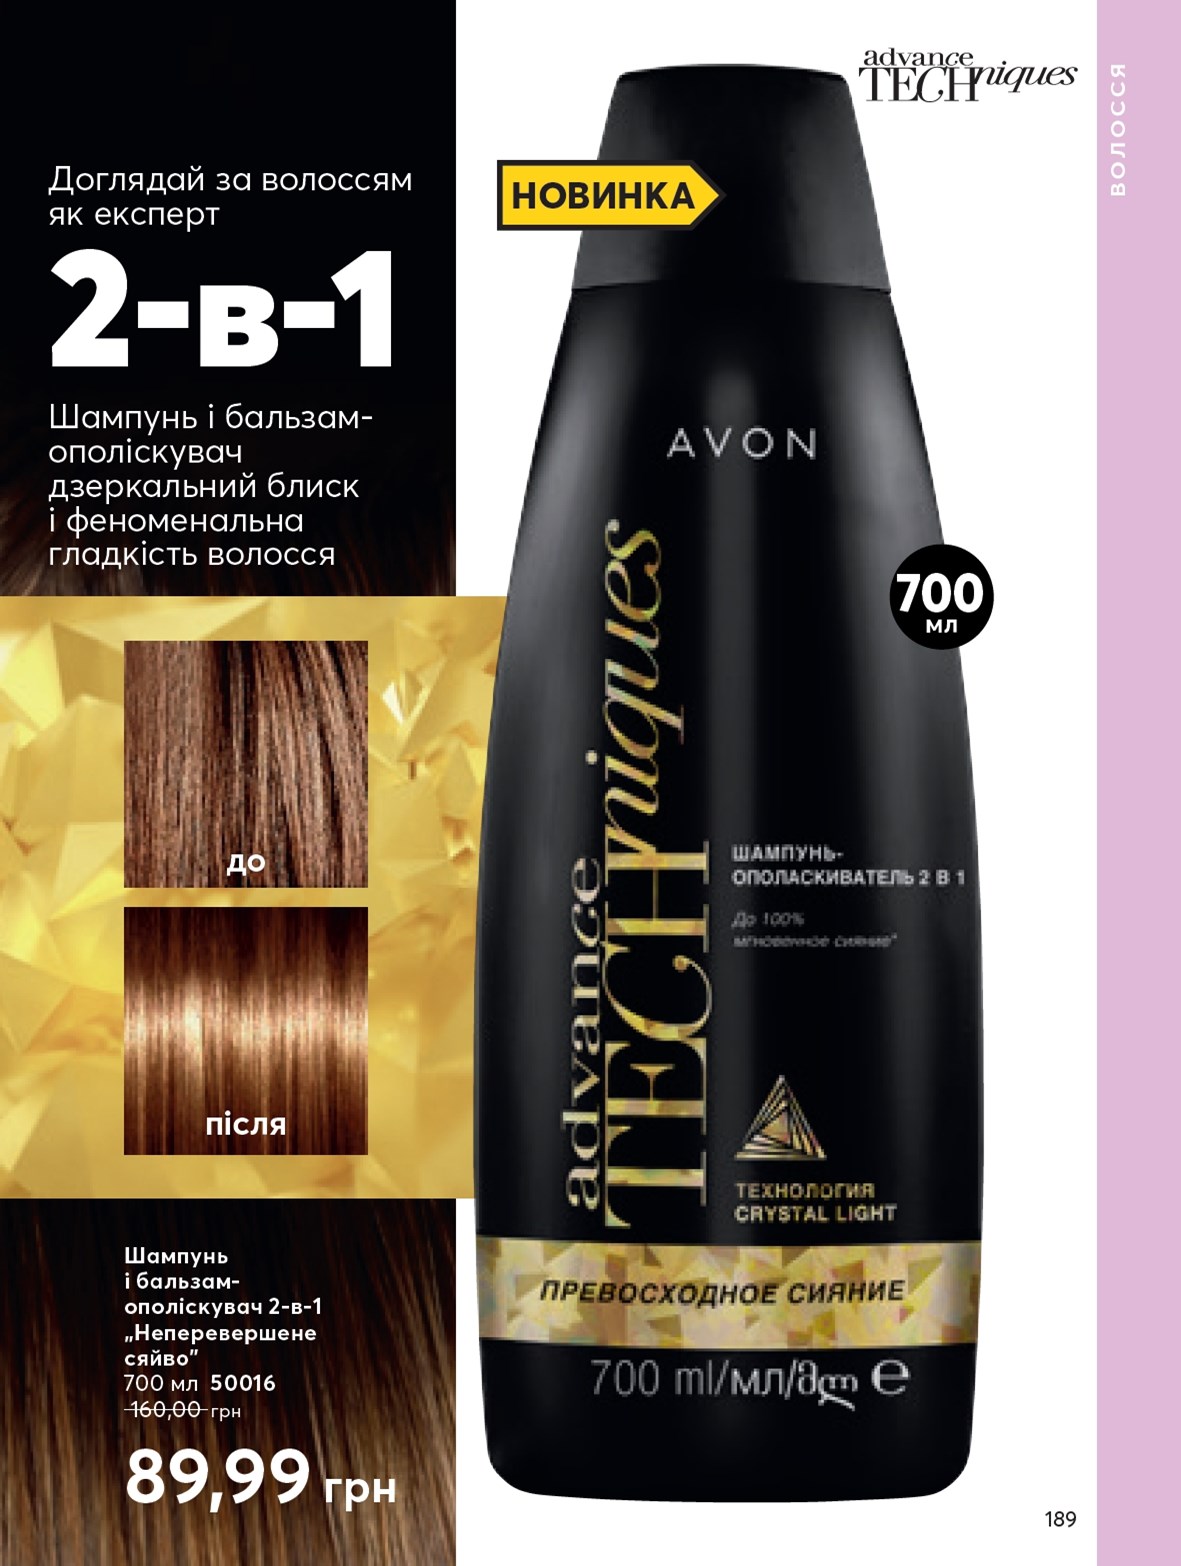 advance
TECHniques
ВОЛОССЯ
Доглядай за волоссям
як експерт
2-в-1
Шампунь і бальзам-
ополіскувач
дзеркальний блиск
і феноменальна
гладкість волосся
НОВИНКА
AVON
advance
TECHniques
700
мл
ШАМПУНЬ-
ОПОЛАСКИВАТЕЛЬ 2 В 1
До 100%
мгновенное сияние*
ТЕХНОЛОГИЯ
CRYSTAL LIGHT
ПРЕВОСХОДНОЕ СИЯНИЕ
700 ml/мл/მლ e
до
після
Шампунь
і бальзам-
ополіскувач 2-в-1
„Неперевершене
сяйво”
700 мл 50016
160,00 грн
89,99 грн
189